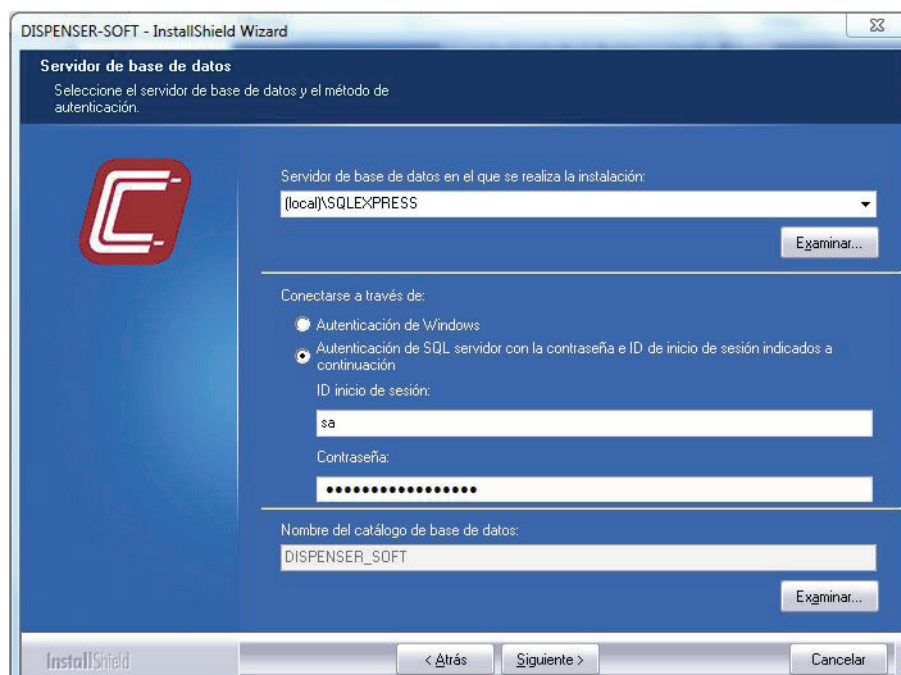 DISPENSER-SOFT - InstallShield Wizard
Servidor de base de datos
Seleccione el servidor de base de datos y el método de
autenticación.
Servidor de base de datos en el que se realiza la instalación:
(local)\SQLEXPRESS
Examinar...
Conectarse a través de:
Autenticación de Windows
Autenticación de SQL servidor con la contraseña e ID de inicio de sesión indicados a
continuación
ID inicio de sesión:
sa
Contraseña:
•••••••••••••••••
Nombre del catálogo de base de datos:
DISPENSER_SOFT
Examinar...
InstallShield
< Atrás
Siguiente >
Cancelar